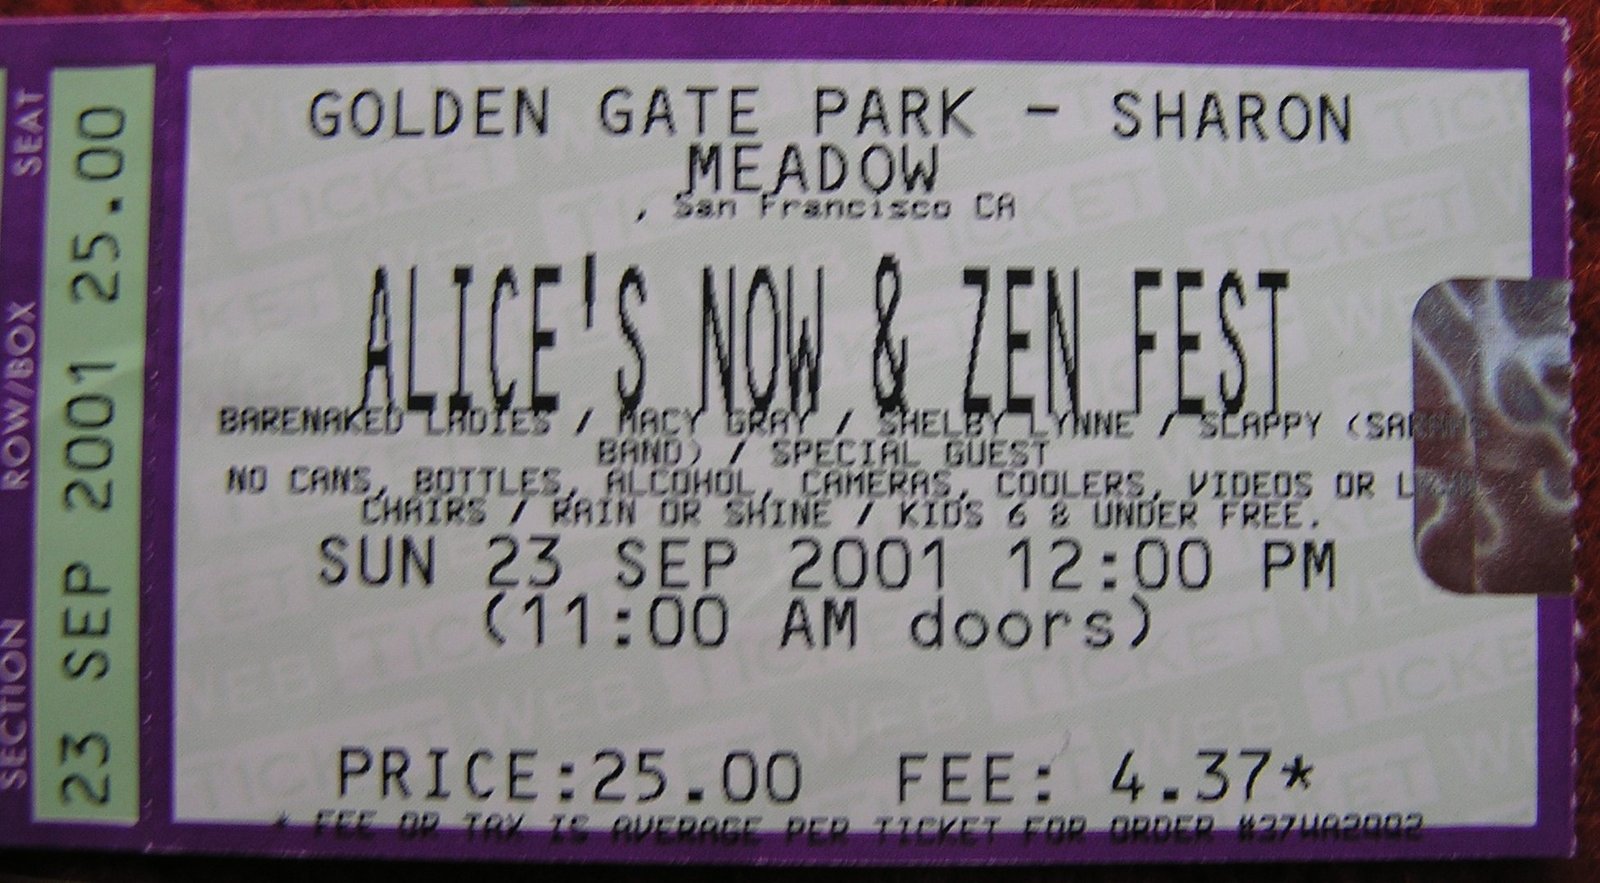 SECTION ROW/BOX SEAT
23 SEP 2001 25.00
GOLDEN GATE PARK - SHARON
MEADOW
, San Francisco CA
ALICE'S NOW & ZEN FEST
BARENAKED LADIES / MACY GRAY / SHELBY LYNNE / SLAPPY (SARAHS
BAND) / SPECIAL GUEST
NO CANS, BOTTLES, ALCOHOL, CAMERAS, COOLERS, VIDEOS OR LAWN
CHAIRS / RAIN OR SHINE / KIDS 6 & UNDER FREE.
SUN 23 SEP 2001 12:00 PM
(11:00 AM doors)
PRICE:25.00 FEE: 4.37*
* FEE OR TAX IS AVERAGE PER TICKET FOR ORDER